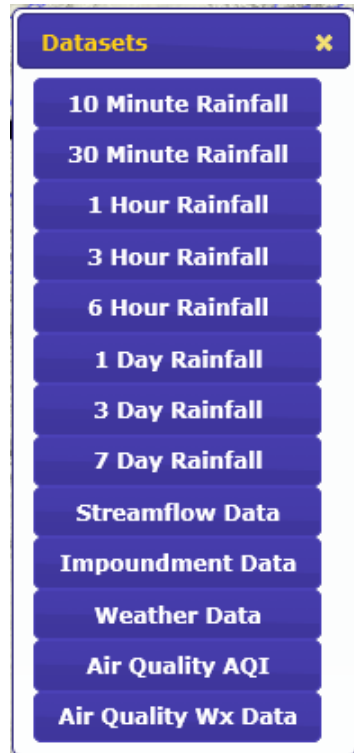 Datasets ×
10 Minute Rainfall
30 Minute Rainfall
1 Hour Rainfall
3 Hour Rainfall
6 Hour Rainfall
1 Day Rainfall
3 Day Rainfall
7 Day Rainfall
Streamflow Data
Impoundment Data
Weather Data
Air Quality AQI
Air Quality Wx Data